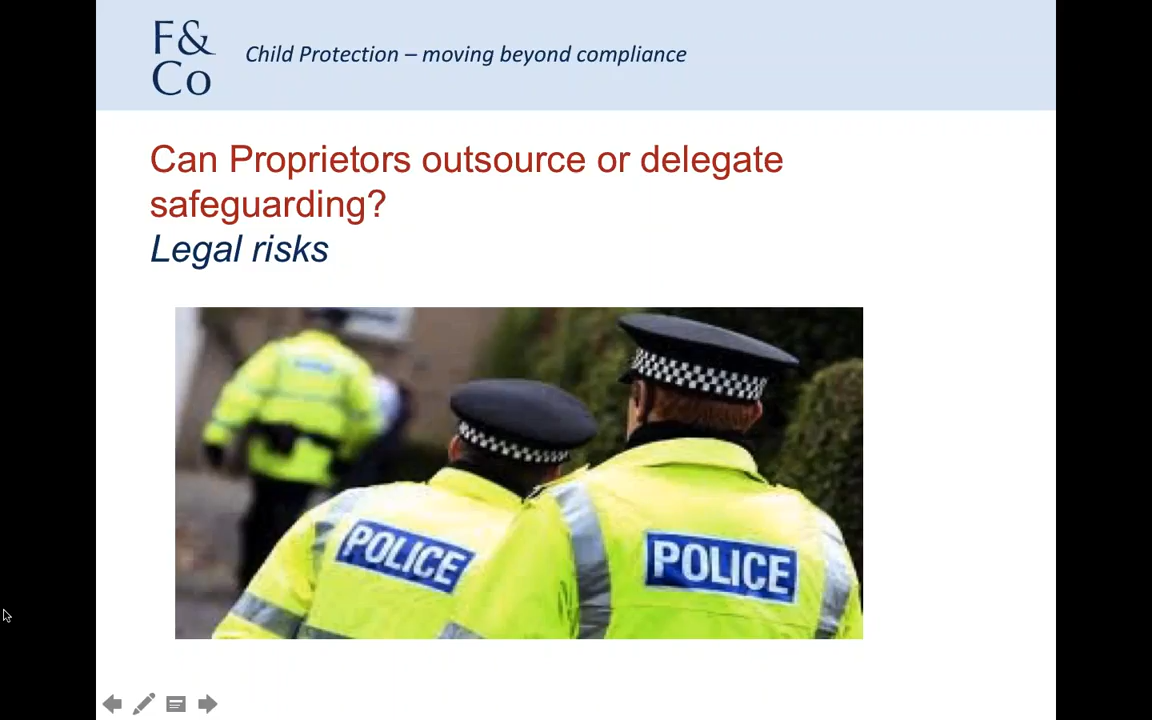 F&
Co
Child Protection – moving beyond compliance
Can Proprietors outsource or delegate
safeguarding?
Legal risks
POLICE
POLICE